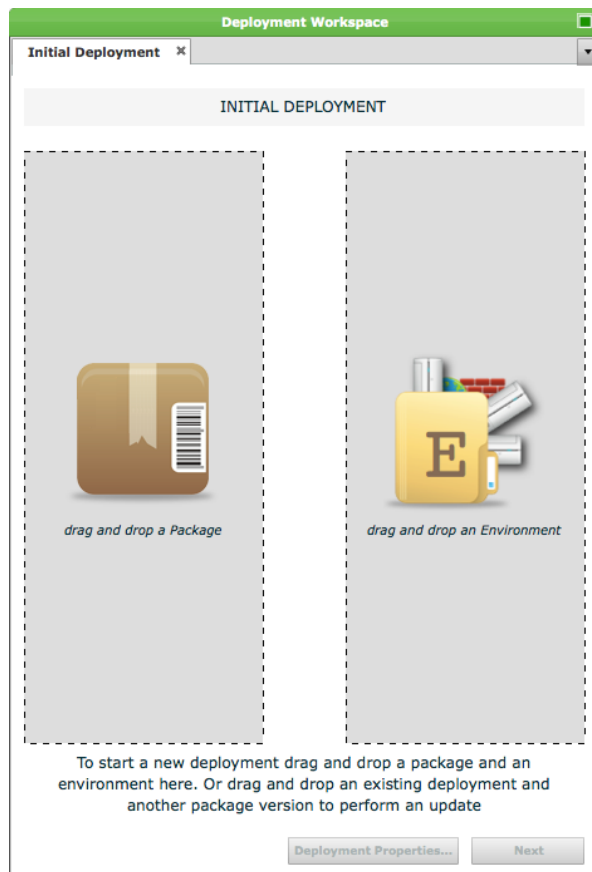 Deployment Workspace
Initial Deployment
INITIAL DEPLOYMENT
E
drag and drop a Package
drag and drop an Environment
To start a new deployment drag and drop a package and an
environment here. Or drag and drop an existing deployment and
another package version to perform an update
Deployment Properties...
Next